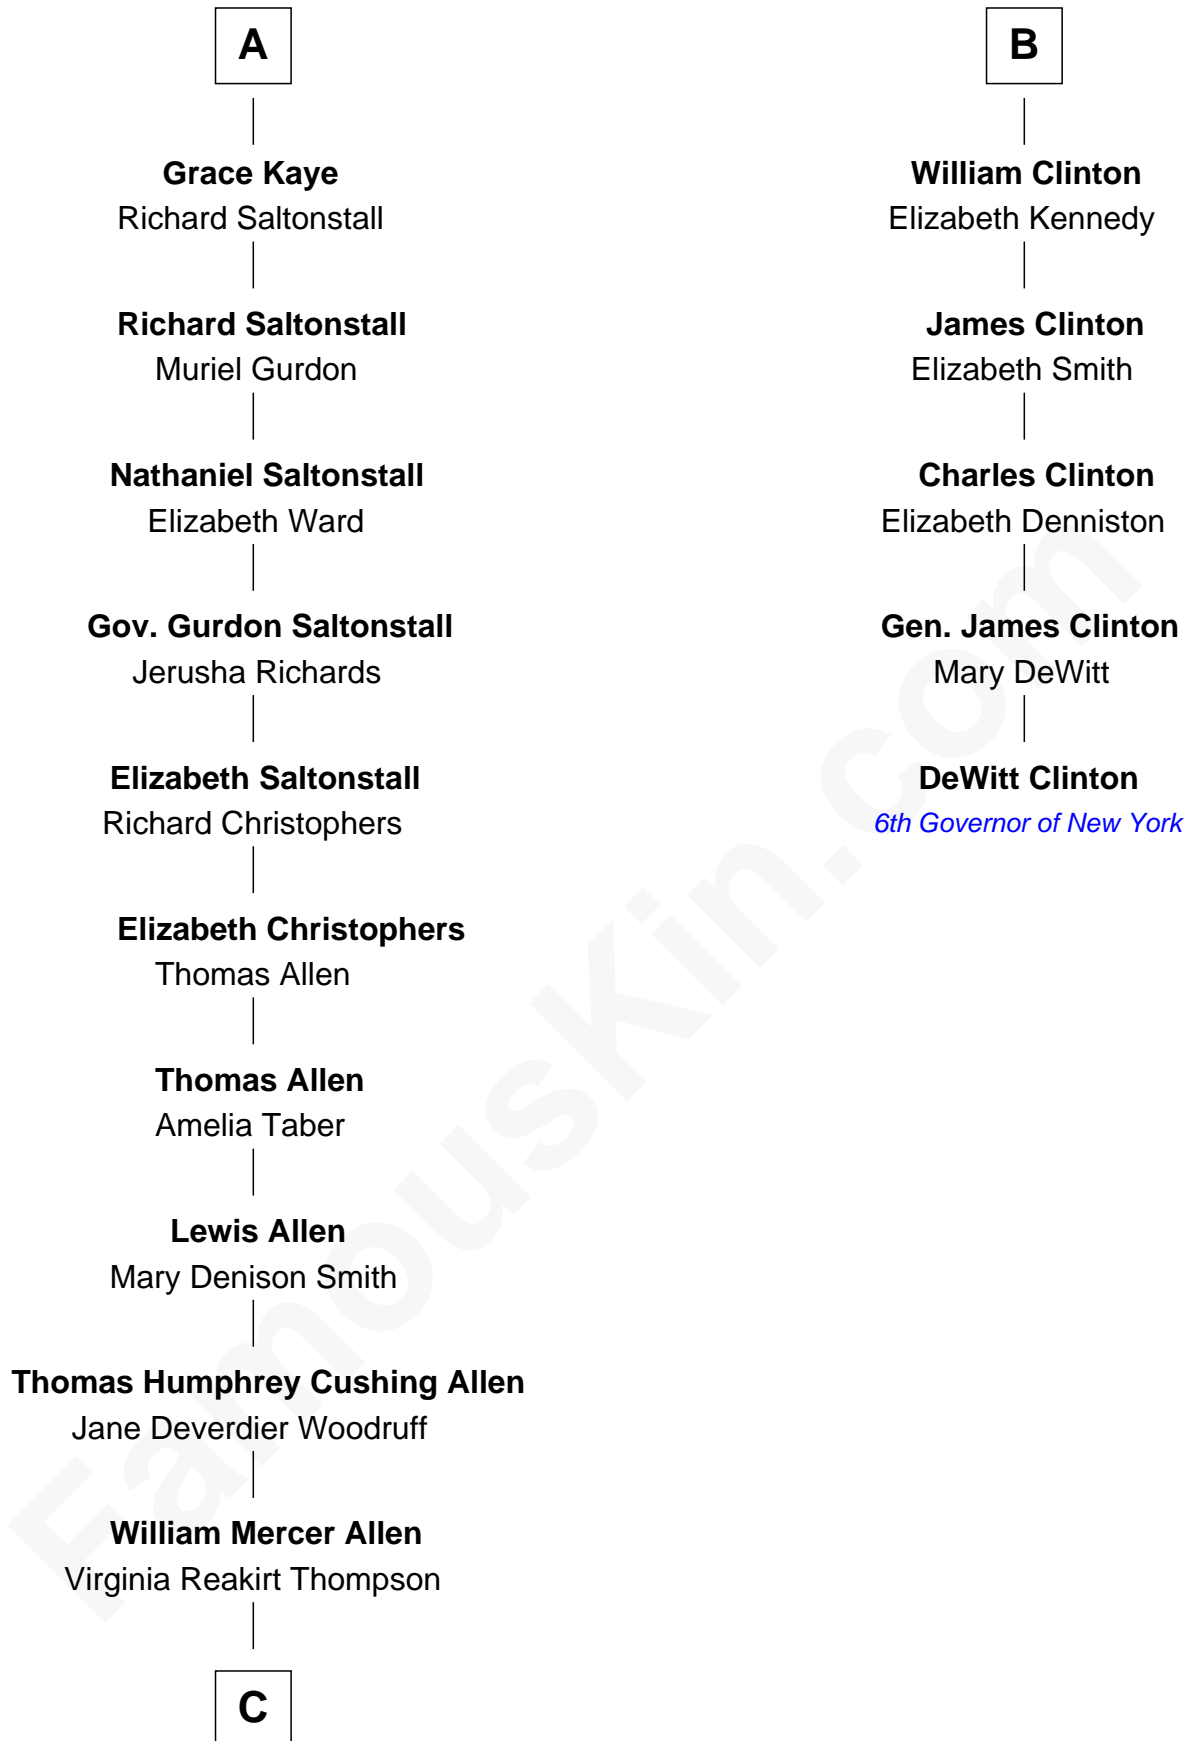 A
Grace Kaye
Richard Saltonstall
Richard Saltonstall
Muriel Gurdon
Nathaniel Saltonstall
Elizabeth Ward
Gov. Gurdon Saltonstall
Jerusha Richards
Elizabeth Saltonstall
Richard Christophers
Elizabeth Christophers
Thomas Allen
Thomas Allen
Amelia Taber
Lewis Allen
Mary Denison Smith
Thomas Humphrey Cushing Allen
Jane Deverdier Woodruff
William Mercer Allen
Virginia Reakirt Thompson
C
B
William Clinton
Elizabeth Kennedy
James Clinton
Elizabeth Smith
Charles Clinton
Elizabeth Denniston
Gen. James Clinton
Mary DeWitt
DeWitt Clinton
6th Governor of New York
FamousKin.com